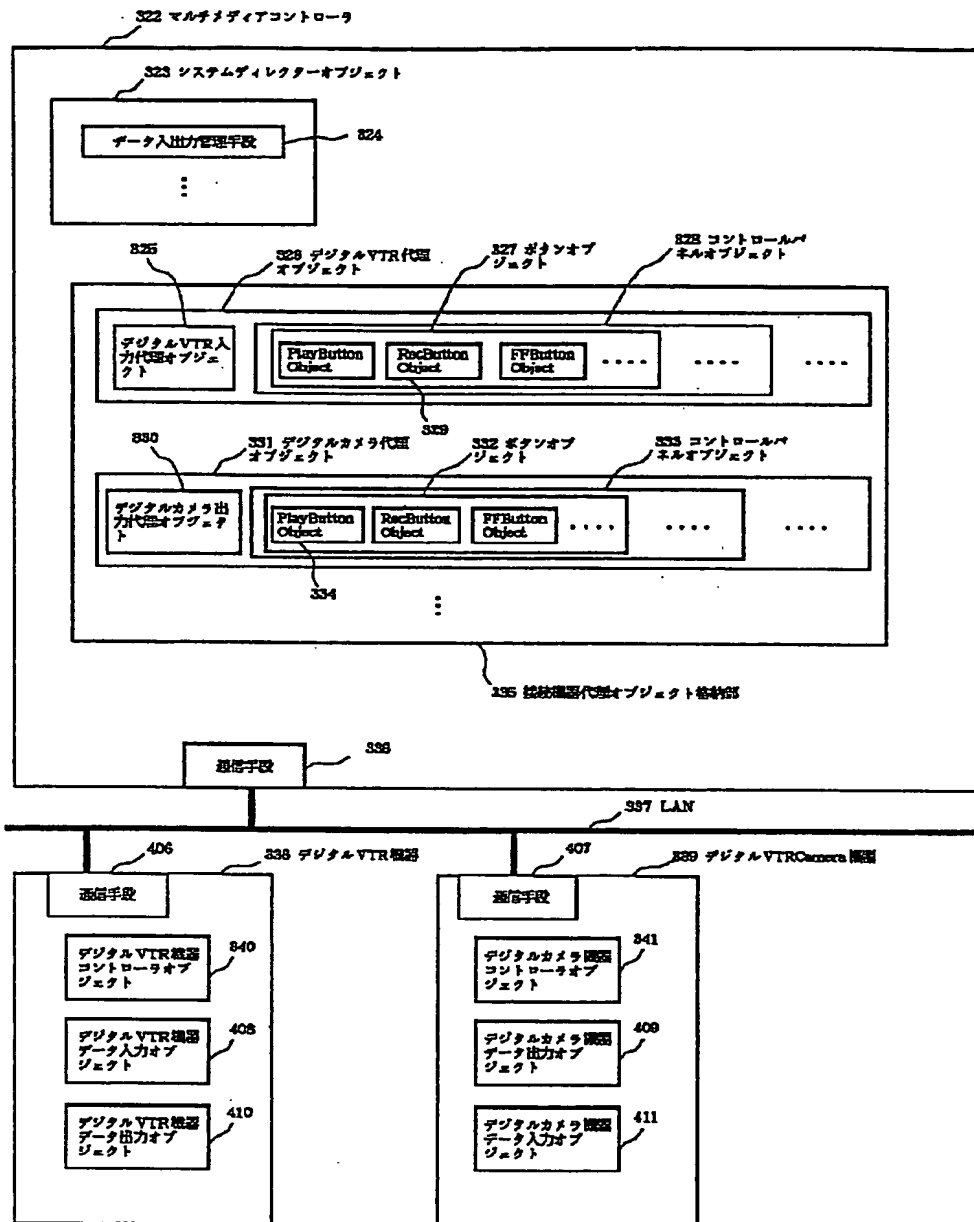 322 マルチメディアコントローラ
323 システムディレクターオブジェクト
データ入出力管理手段
324
325
326 デジタルVTR代理
オブジェクト
327 ボタンオブ
ジェクト
328 コントロールパ
ネルオブジェクト
デジタルVTR入
力代理オブジェ
クト
PlayButton
Object
RecButton
Object
FFButton
Object
329
330
331 デジタルカメラ代理
オブジェクト
332 ボタンオブ
ジェクト
333 コントロールパ
ネルオブジェクト
デジタルカメラ出
力代理オブジェク
ト
PlayButton
Object
RecButton
Object
FFButton
Object
334
335 接続機器代理オブジェクト格納部
通信手段
336
337 LAN
406
338 デジタルVTR機器
407
339 デジタルVTRCamera機器
通信手段
通信手段
デジタルVTR機器
コントローラオブ
ジェクト
340
デジタルカメラ機器
コントローラオブ
ジェクト
341
デジタルVTR機器
データ入力オブ
ジェクト
408
デジタルカメラ機器
データ出力オブ
ジェクト
409
デジタルVTR機器
データ出力オブ
ジェクト
410
デジタルカメラ機器
データ入力オブ
ジェクト
411